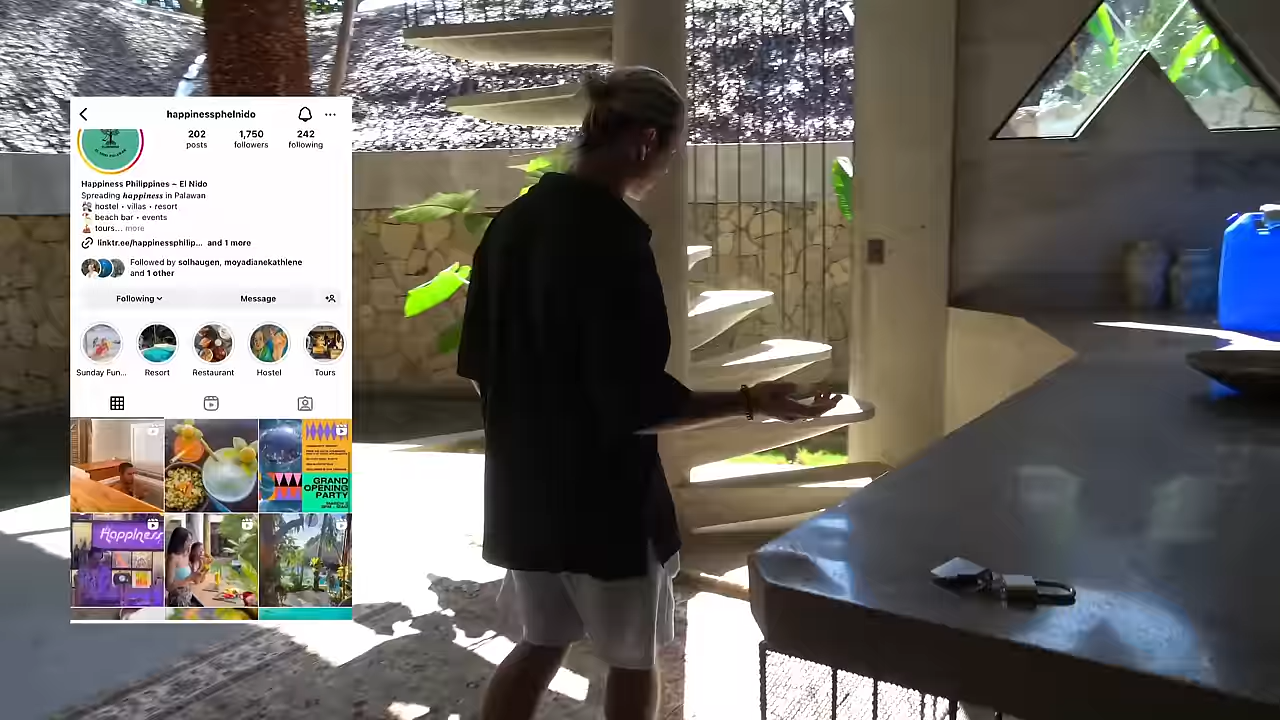 happinessphelnido
202 1,750 242
posts followers following
Happiness Philippines ~ El Nido
Spreading happiness in Palawan
hostel • villas • resort
beach bar • events
tours... more
linktr.ee/happinessphilip... and 1 more
Followed by solhaugen, moyadianekathlene
and 1 other
Following Message
Sunday Fun... Resort Restaurant Hostel Tours
GRAND
OPENING
PARTY
Happiness